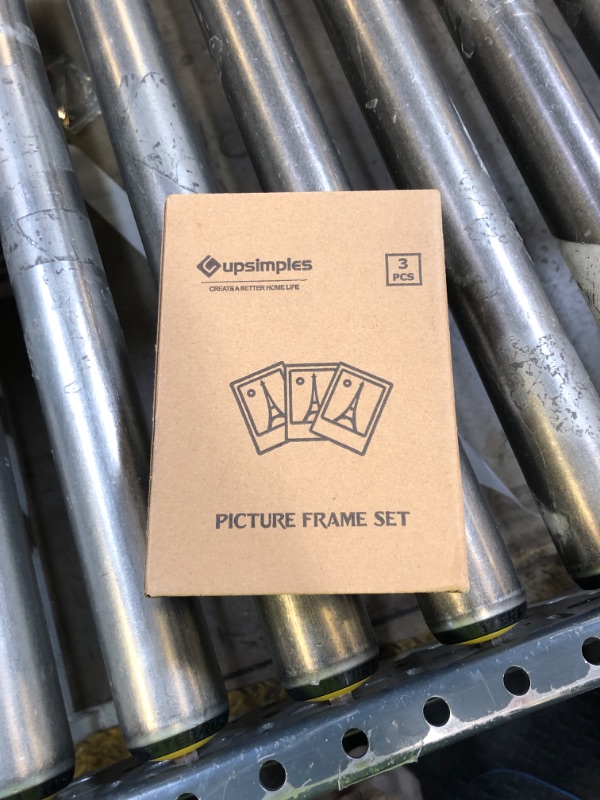 upsimples
CREATE A BETTER HOME LIFE
3
PCS
PICTURE FRAME SET